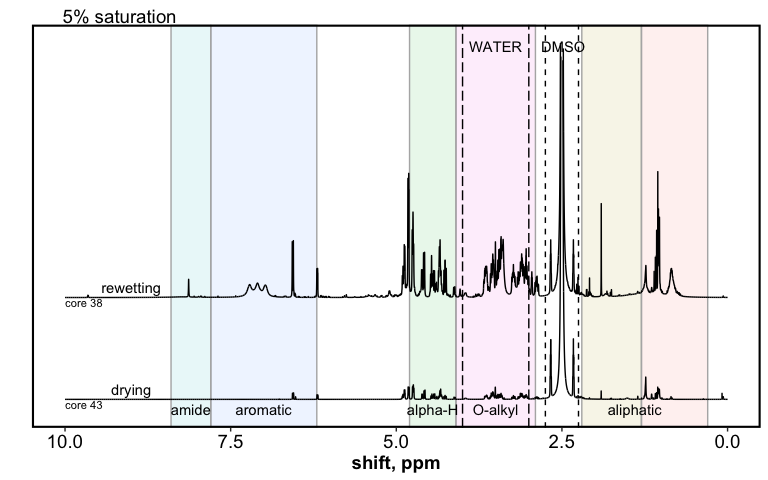 5% saturation
WATER DMSO
rewetting
core 38
drying
core 43
amide aromatic alpha-H O-alkyl aliphatic
10.0 7.5 5.0 2.5 0.0
shift, ppm